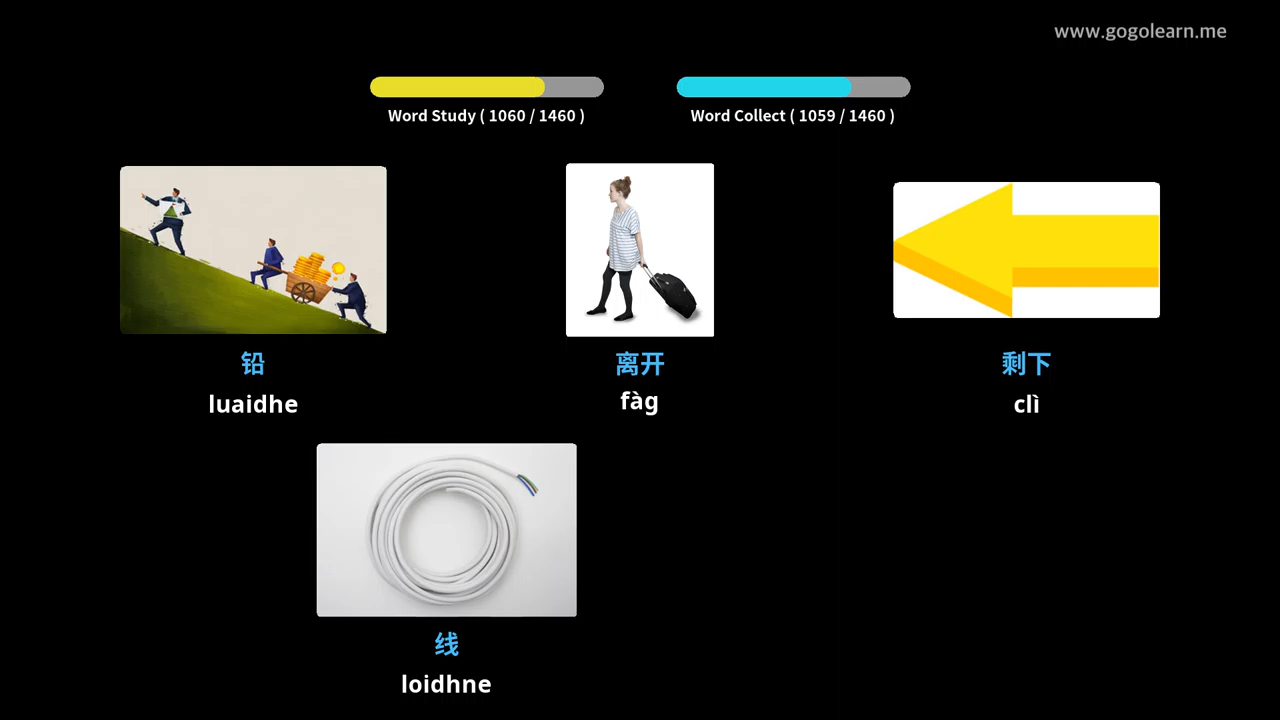 www.gogolearn.me
Word Study ( 1060 / 1460 )
Word Collect ( 1059 / 1460 )
铅
luaidhe
离开
fàg
剩下
clì
线
loidhne